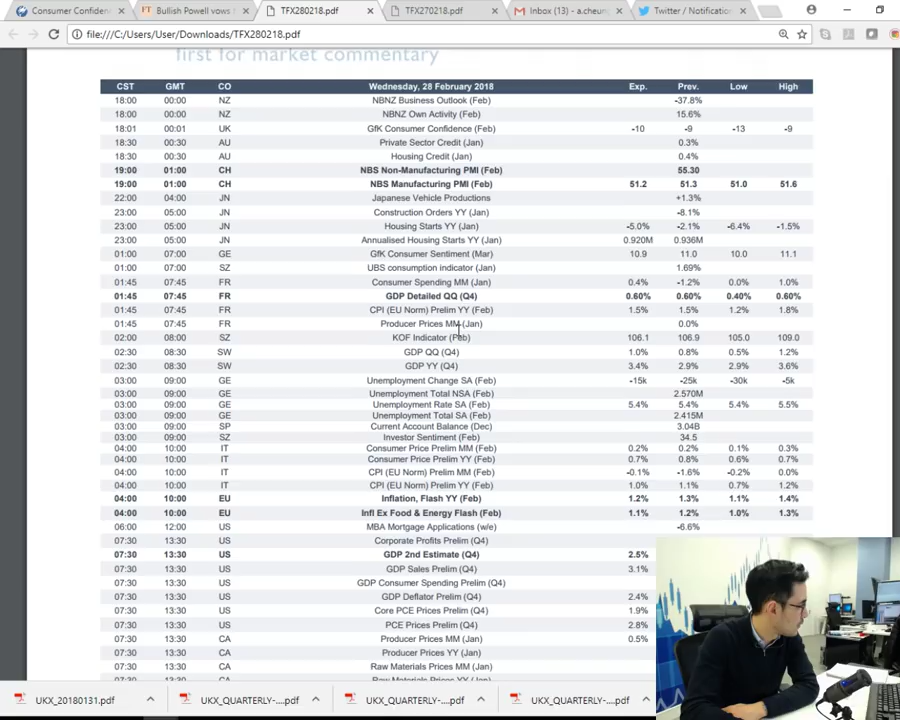 Consumer Confidenc
Bullish Powell vows
TFX280218.pdf
TFX270218.pdf
Inbox (13) - a.cheun
Twitter / Notification
file:///C:/Users/User/Downloads/TFX280218.pdf
first for market commentary
CST GMT CO Wednesday, 28 February 2018 Exp. Prev. Low High
18:00 00:00 NZ NBNZ Business Outlook (Feb) -37.8%
18:00 00:00 NZ NBNZ Own Activity (Feb) 15.6%
18:01 00:01 UK GfK Consumer Confidence (Feb) -10 -9 -13 -9
18:30 00:30 AU Private Sector Credit (Jan) 0.3%
18:30 00:30 AU Housing Credit (Jan) 0.4%
19:00 01:00 CH NBS Non-Manufacturing PMI (Feb) 55.30
19:00 01:00 CH NBS Manufacturing PMI (Feb) 51.2 51.3 51.0 51.6
22:00 04:00 JN Japanese Vehicle Productions +1.3%
23:00 05:00 JN Construction Orders YY (Jan) -8.1%
23:00 05:00 JN Housing Starts YY (Jan) -5.0% -2.1% -6.4% -1.5%
23:00 05:00 JN Annualised Housing Starts YY (Jan) 0.920M 0.936M
01:00 07:00 GE GfK Consumer Sentiment (Mar) 10.9 11.0 10.0 11.1
01:00 07:00 SZ UBS consumption indicator (Jan) 1.69%
01:45 07:45 FR Consumer Spending MM (Jan) 0.4% -1.2% 0.0% 1.0%
01:45 07:45 FR GDP Detailed QQ (Q4) 0.60% 0.60% 0.40% 0.60%
01:45 07:45 FR CPI (EU Norm) Prelim YY (Feb) 1.5% 1.5% 1.2% 1.8%
01:45 07:45 FR Producer Prices MM (Jan) 0.0%
02:00 08:00 SZ KOF Indicator (Feb) 106.1 106.9 105.0 109.0
02:30 08:30 SW GDP QQ (Q4) 1.0% 0.8% 0.5% 1.2%
02:30 08:30 SW GDP YY (Q4) 3.4% 2.9% 2.9% 3.6%
03:00 09:00 GE Unemployment Change SA (Feb) -15k -25k -30k -5k
03:00 09:00 GE Unemployment Total NSA (Feb) 2.570M
03:00 09:00 GE Unemployment Rate SA (Feb) 5.4% 5.4% 5.4% 5.5%
03:00 09:00 GE Unemployment Total SA (Feb) 2.415M
03:00 09:00 SP Current Account Balance (Dec) 3.04B
03:00 09:00 SZ Investor Sentiment (Feb) 34.5
04:00 10:00 IT Consumer Price Prelim MM (Feb) 0.2% 0.2% 0.1% 0.3%
04:00 10:00 IT Consumer Price Prelim YY (Feb) 0.7% 0.8% 0.6% 0.7%
04:00 10:00 IT CPI (EU Norm) Prelim MM (Feb) -0.1% -1.6% -0.2% 0.0%
04:00 10:00 IT CPI (EU Norm) Prelim YY (Feb) 1.0% 1.1% 0.7% 1.2%
04:00 10:00 EU Inflation, Flash YY (Feb) 1.2% 1.3% 1.1% 1.4%
04:00 10:00 EU Infl Ex Food & Energy Flash (Feb) 1.1% 1.2% 1.0% 1.3%
06:00 12:00 US MBA Mortgage Applications (w/e) -6.6%
07:30 13:30 US Corporate Profits Prelim (Q4)
07:30 13:30 US GDP 2nd Estimate (Q4) 2.5%
07:30 13:30 US GDP Sales Prelim (Q4) 3.1%
07:30 13:30 US GDP Consumer Spending Prelim (Q4)
07:30 13:30 US GDP Deflator Prelim (Q4) 2.4%
07:30 13:30 US Core PCE Prices Prelim (Q4) 1.9%
07:30 13:30 US PCE Prices Prelim (Q4) 2.8%
07:30 13:30 CA Producer Prices MM (Jan) 0.5%
07:30 13:30 CA Producer Prices YY (Jan)
07:30 13:30 CA Raw Materials Prices MM (Jan)
07:30 13:30 CA Raw Materials Prices YY (Jan)
UKX_20180131.pdf
UKX_QUARTERLY-....pdf
UKX_QUARTERLY-....pdf
UKX_QUARTERLY-....pdf